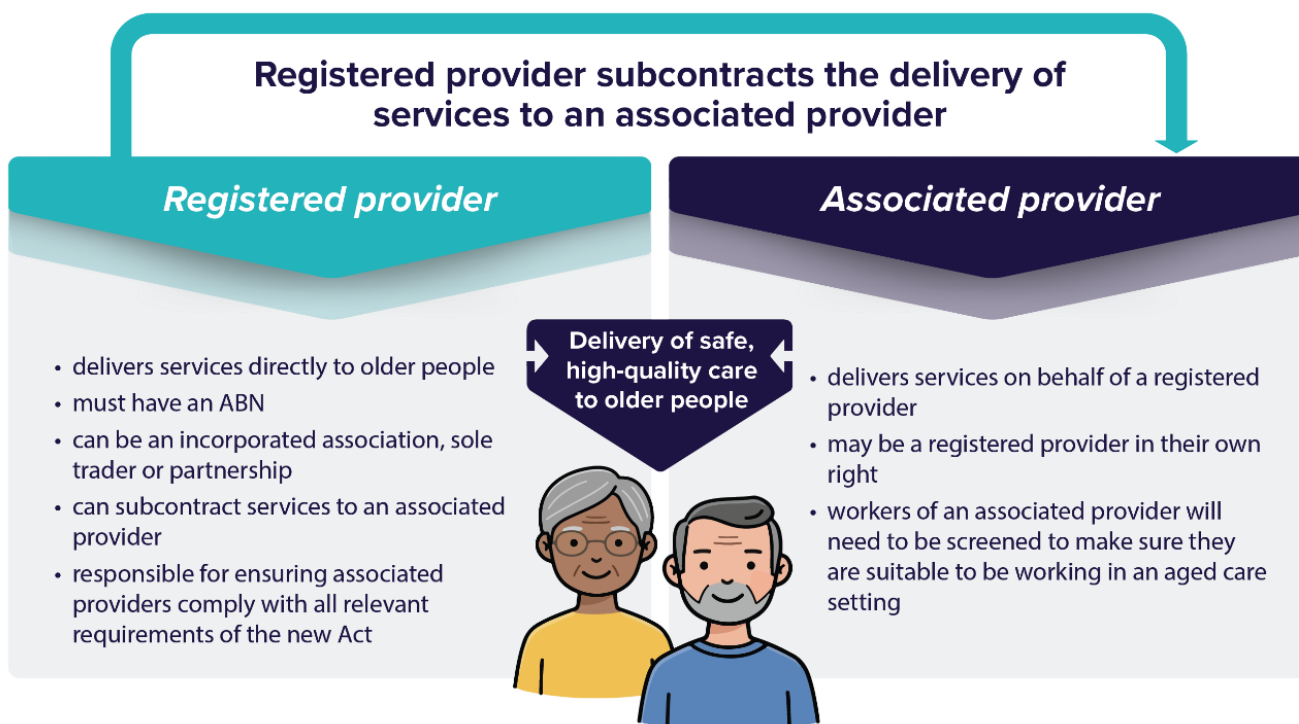 Registered provider subcontracts the delivery of
services to an associated provider
Registered provider
• delivers services directly to older people
• must have an ABN
• can be an incorporated association, sole
trader or partnership
• can subcontract services to an associated
provider
• responsible for ensuring associated
providers comply with all relevant
requirements of the new Act
Delivery of safe,
high-quality care
to older people
Associated provider
• delivers services on behalf of a registered
provider
• may be a registered provider in their own
right
• workers of an associated provider will
need to be screened to make sure they
are suitable to be working in an aged care
setting